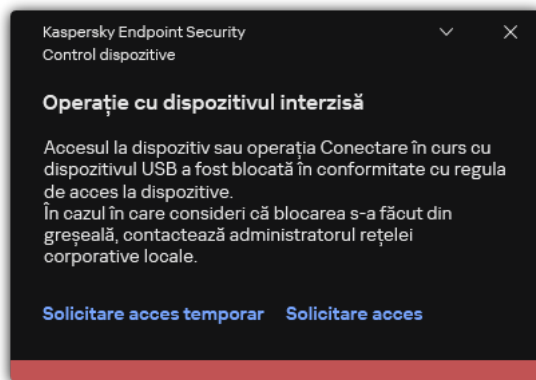 Kaspersky Endpoint Security
Control dispozitive
Operație cu dispozitivul interzisă
Accesul la dispozitiv sau operația Conectare în curs cu
dispozitivul USB a fost blocată în conformitate cu regula
de acces la dispozitive.
În cazul în care consideri că blocarea s-a făcut din
greșeală, contactează administratorul rețelei
corporative locale.
Solicitare acces temporar Solicitare acces